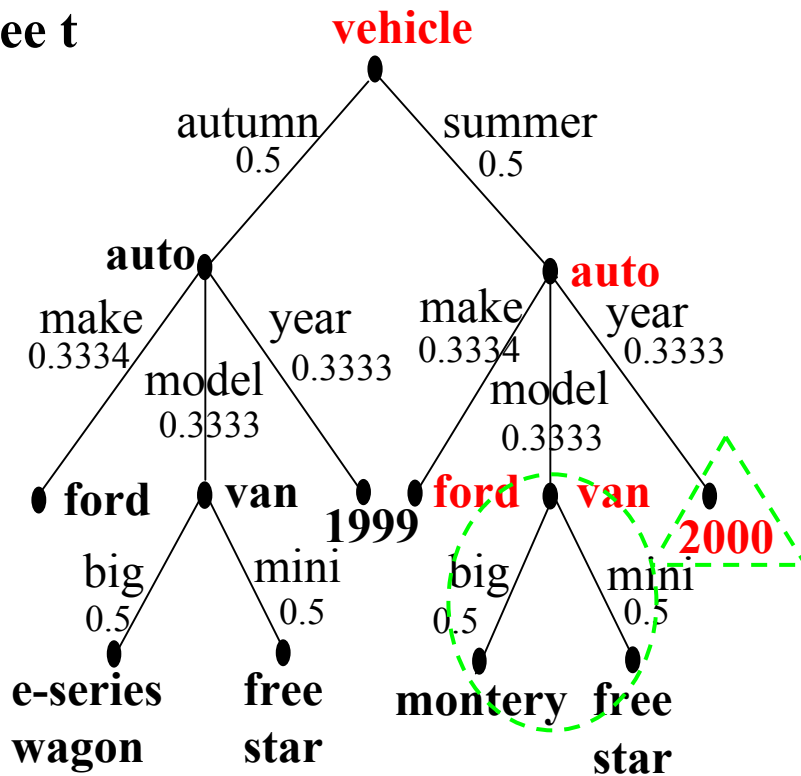 ee t
vehicle
autumn
0.5
summer
0.5
auto
auto
make
0.3334
model
0.3333
year
0.3333
make
0.3334
model
0.3333
year
0.3333
ford
van
1999
ford
van
2000
big
0.5
mini
0.5
big
0.5
mini
0.5
e-series
wagon
free
star
montery
free
star